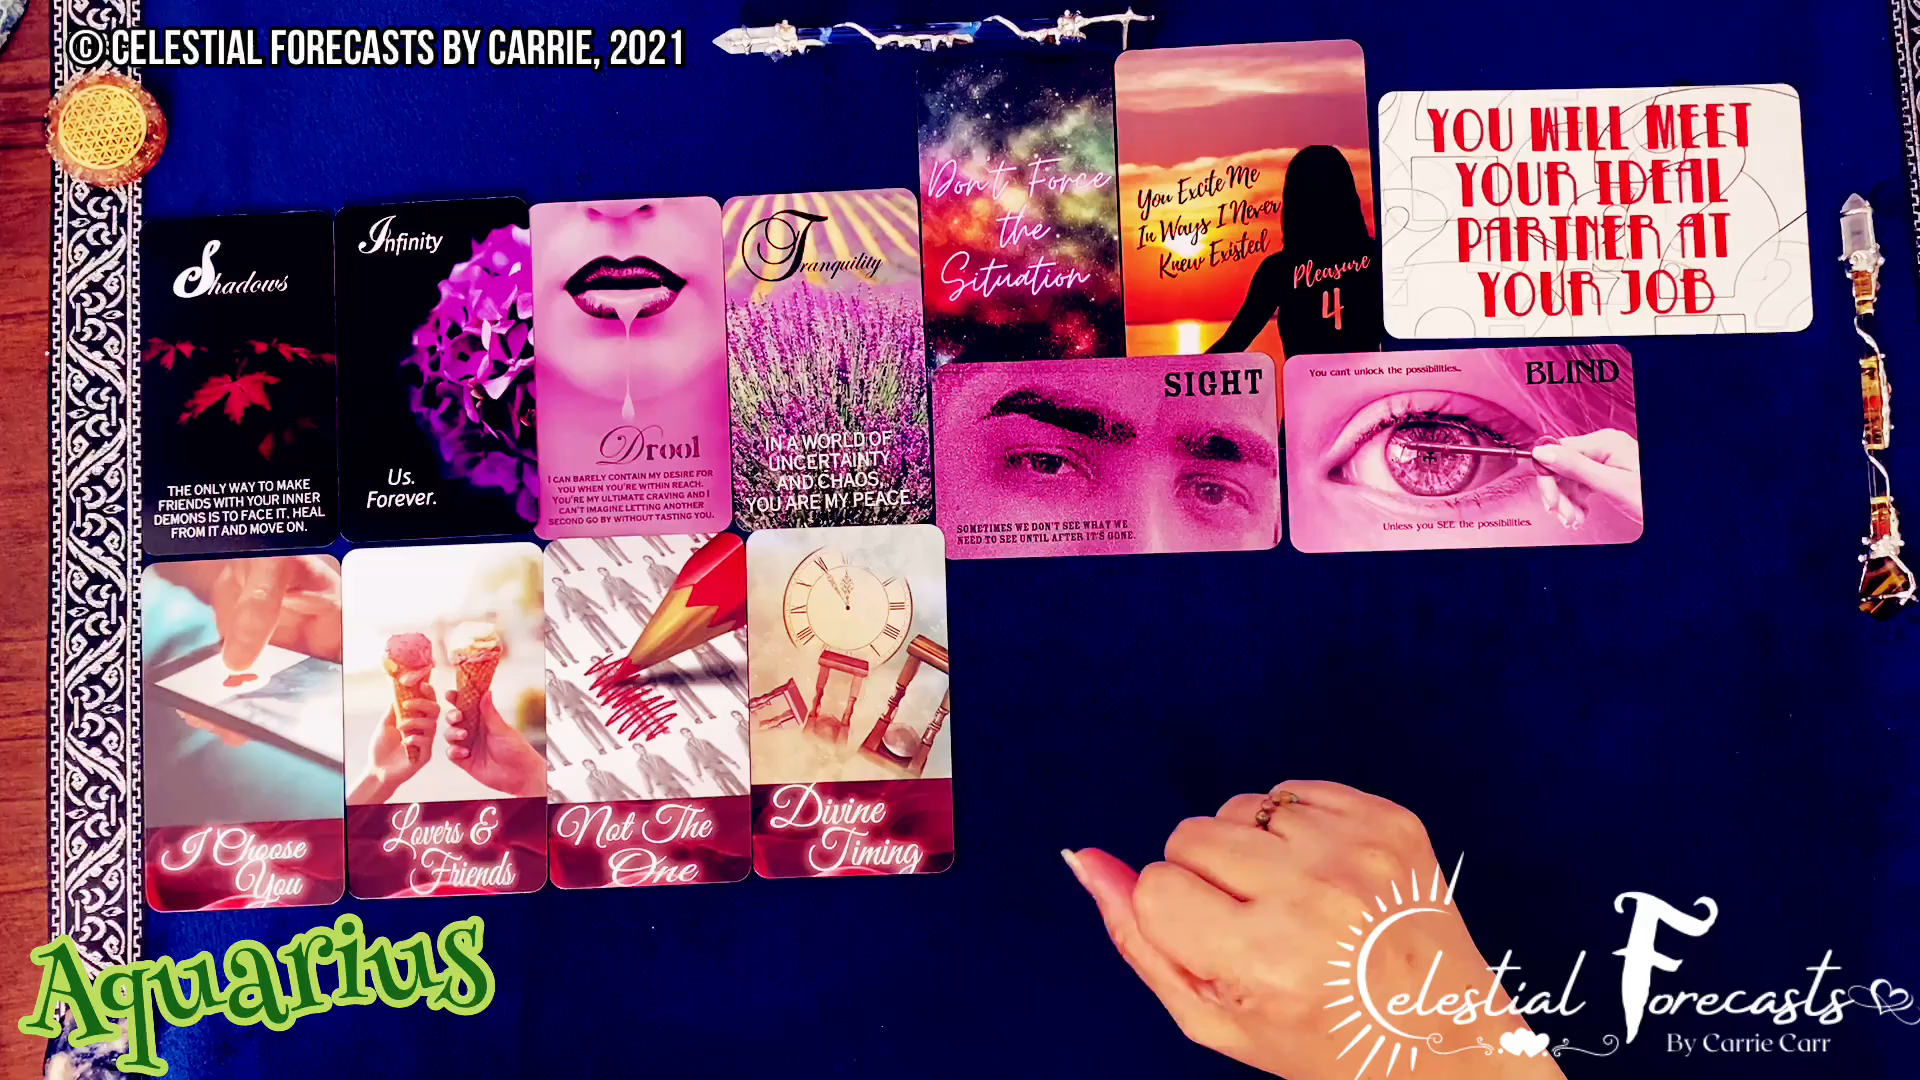 © CELESTIAL FORECASTS BY CARRIE, 2021
Shadows
THE ONLY WAY TO MAKE
FRIENDS WITH YOUR INNER
DEMONS IS TO FACE IT. HEAL
FROM IT AND MOVE ON.
Infinity
Us.
Forever.
Drool
I CAN BARELY CONTAIN MY DESIRE FOR
YOU WHEN YOU'RE WITHIN REACH.
YOU'RE MY ULTIMATE CRAVING AND I
CAN'T IMAGINE LETTING ANOTHER
SECOND GO BY WITHOUT TASTING YOU.
Tranquility
IN A WORLD OF
UNCERTAINTY
AND CHAOS,
YOU ARE MY PEACE.
Don't Force
the
Situation
You Excite Me
In Ways I Never
Knew Existed
Pleasure
4
YOU WILL MEET
YOUR IDEAL
PARTNER AT
YOUR JOB
SIGHT
SOMETIMES WE DON'T SEE WHAT WE
NEED TO SEE UNTIL AFTER IT'S GONE.
You can't unlock the possibilities...
BLIND
Unless you SEE the possibilities.
I Choose
You
Lovers &
Friends
Not The
One
Divine
Timing
Aquarius
Celestial Forecasts
By Carrie Carr